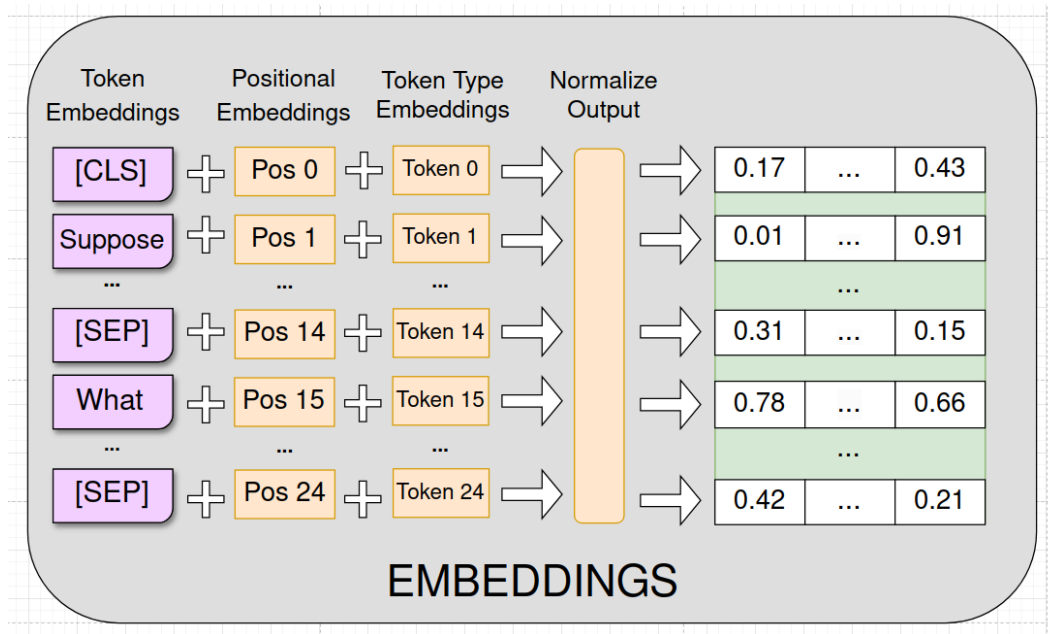 Token Positional Token Type Normalize
Embeddings Embeddings Embeddings Output
[CLS] Pos 0 Token 0 0.17 ... 0.43
Suppose Pos 1 Token 1 0.01 ... 0.91
... ... ... ...
[SEP] Pos 14 Token 14 0.31 ... 0.15
What Pos 15 Token 15 0.78 ... 0.66
... ... ... ...
[SEP] Pos 24 Token 24 0.42 ... 0.21
EMBEDDINGS